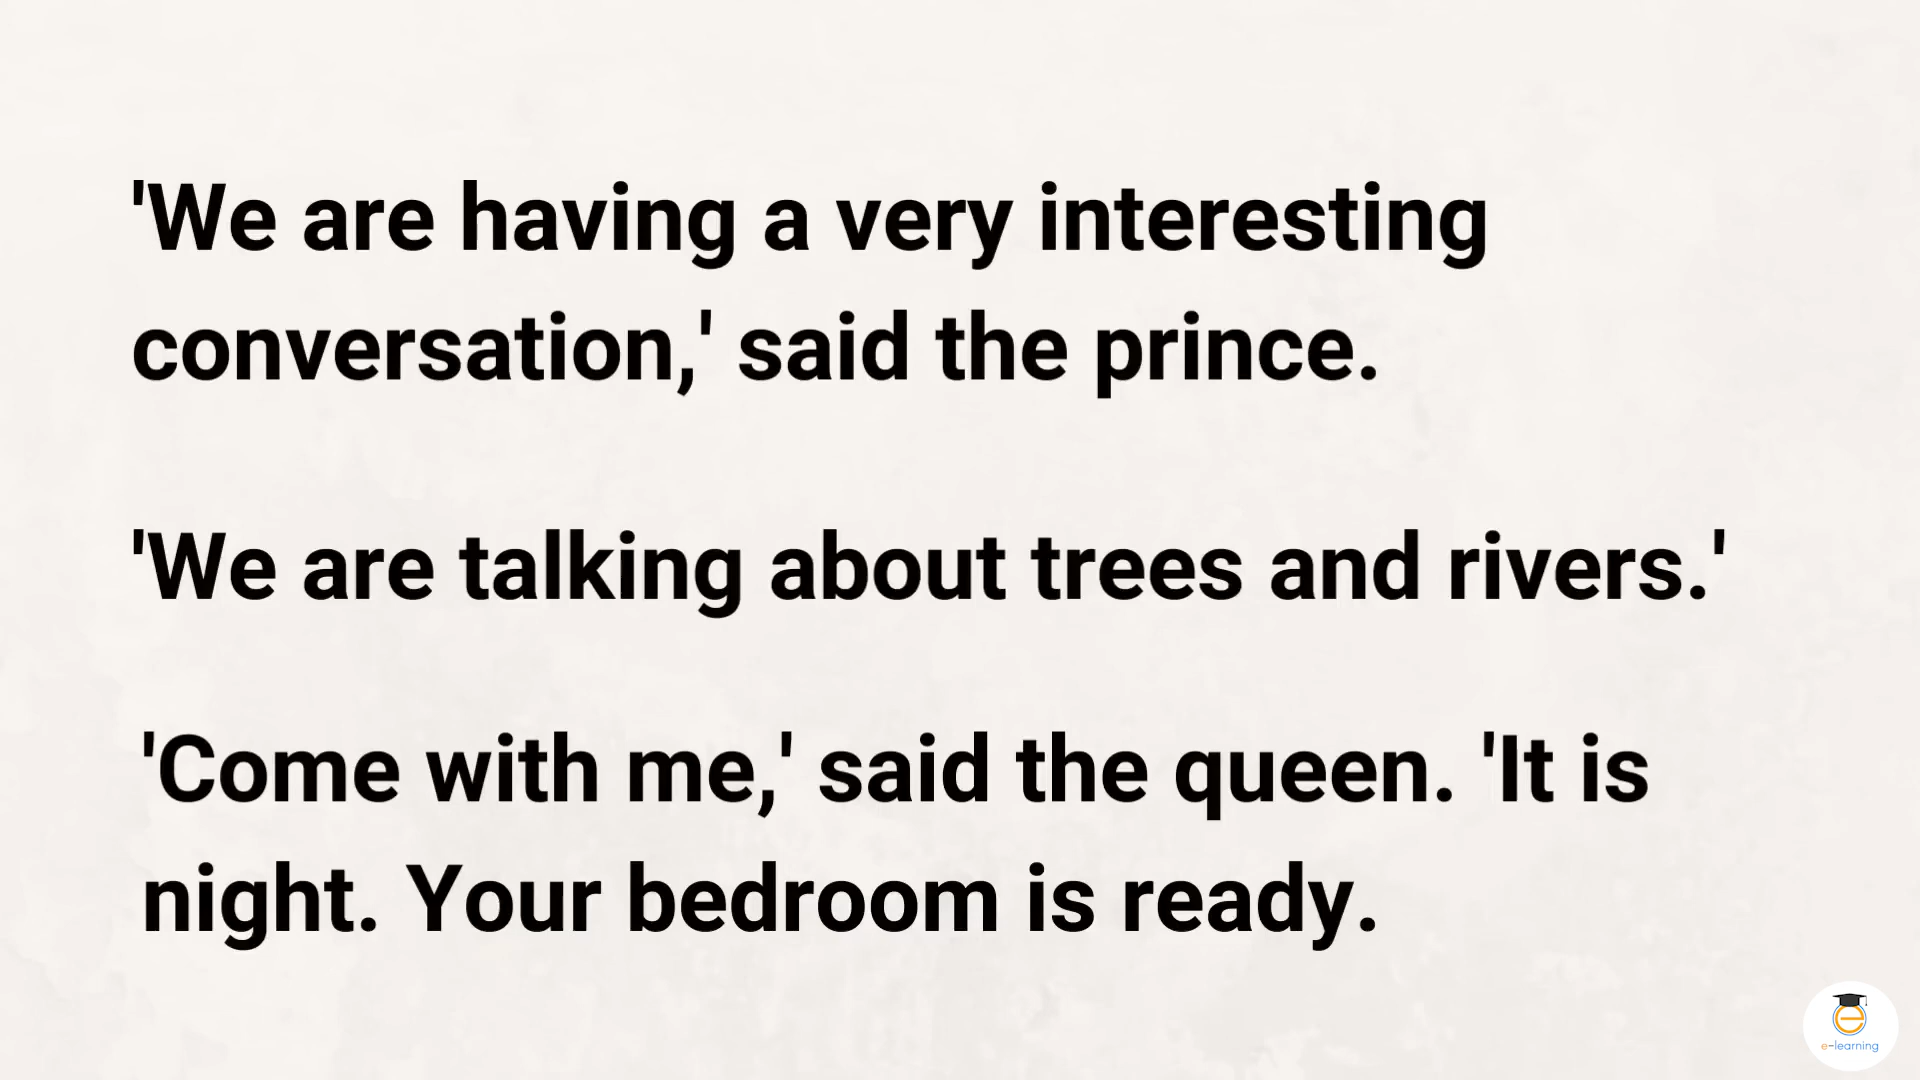 'We are having a very interesting
conversation,' said the prince.
'We are talking about trees and rivers.'
'Come with me,' said the queen. 'It is
night. Your bedroom is ready.
e-learning